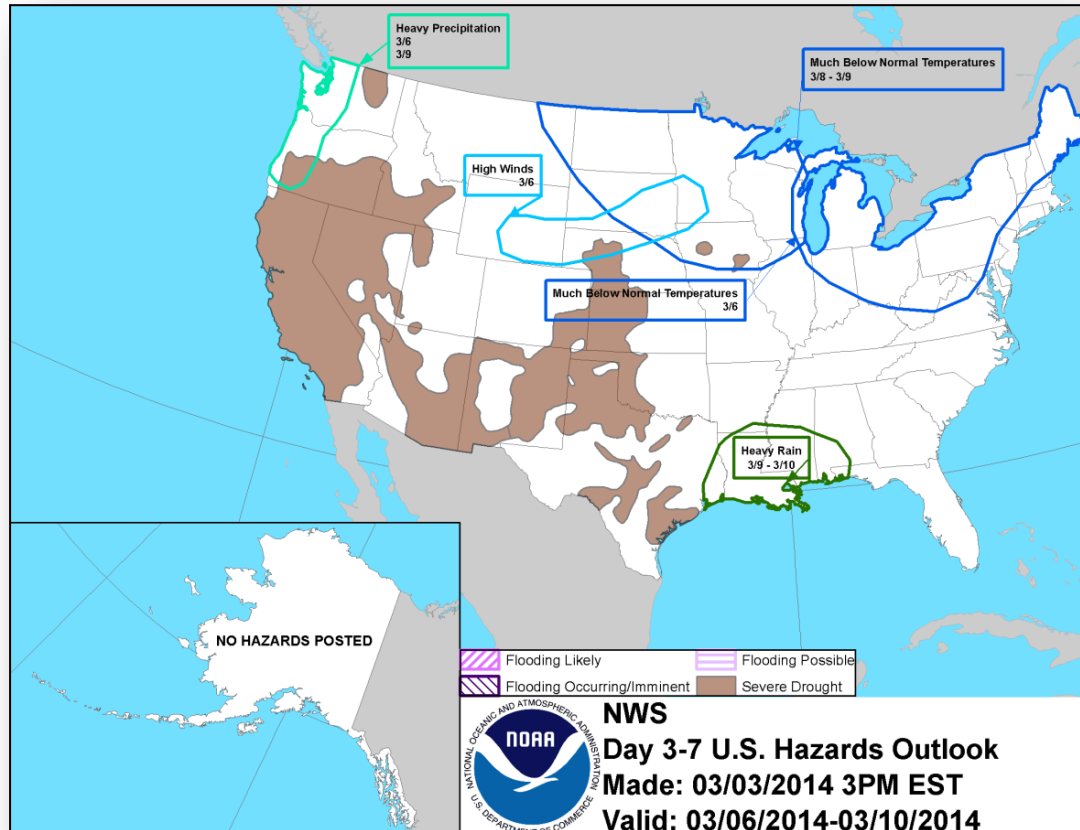 Heavy Precipitation
3/6
3/9
Much Below Normal Temperatures
3/8 - 3/9
High Winds
3/6
Much Below Normal Temperatures
3/6
Heavy Rain
3/9 - 3/10
NO HAZARDS POSTED
Flooding Likely
Flooding Possible
Flooding Occurring/Imminent
Severe Drought
NATIONAL OCEANIC AND ATMOSPHERIC ADMINISTRATION
NOAA
U.S. DEPARTMENT OF COMMERCE
NWS
Day 3-7 U.S. Hazards Outlook
Made: 03/03/2014 3PM EST
Valid: 03/06/2014-03/10/2014